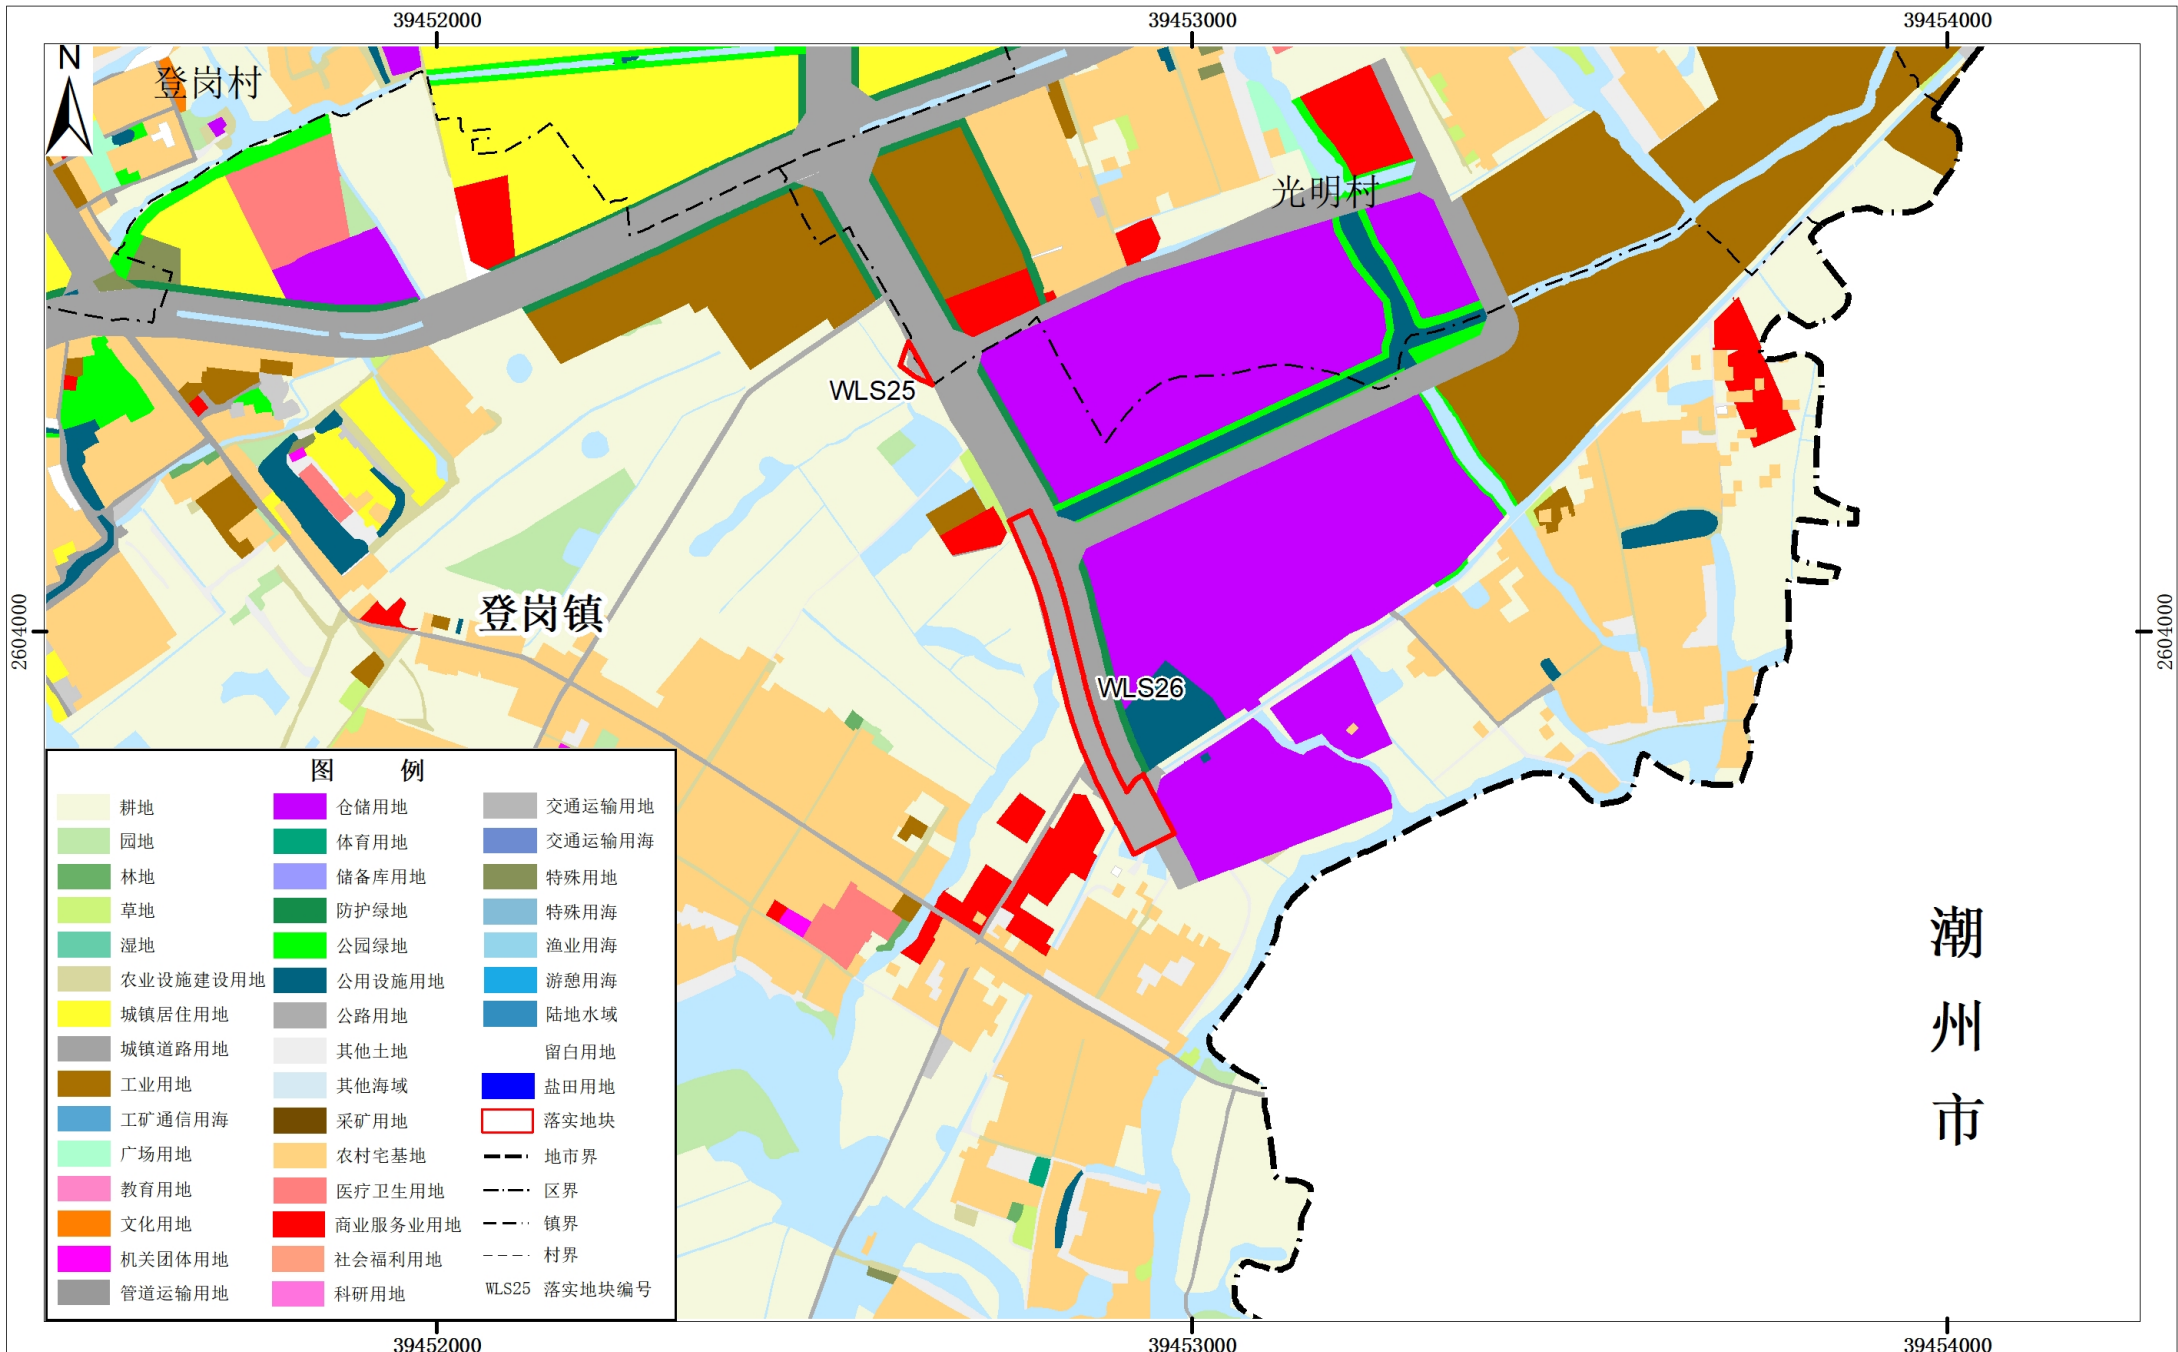 39452000
39453000
39454000
N
登岗村
光明村
WLS25
登岗镇
WLS26
2604000
2604000
潮
州
市
图 例
耕地
园地
林地
草地
湿地
农业设施建设用地
城镇居住用地
城镇道路用地
工业用地
工矿通信用海
广场用地
教育用地
文化用地
机关团体用地
管道运输用地
仓储用地
体育用地
储备库用地
防护绿地
公园绿地
公用设施用地
公路用地
其他土地
其他海域
采矿用地
农村宅基地
医疗卫生用地
商业服务业用地
社会福利用地
科研用地
交通运输用地
交通运输用海
特殊用地
特殊用海
渔业用海
游憩用海
陆地水域
留白用地
盐田用地
落实地块
地市界
区界
镇界
村界
WLS25 落实地块编号
39452000
39453000
39454000